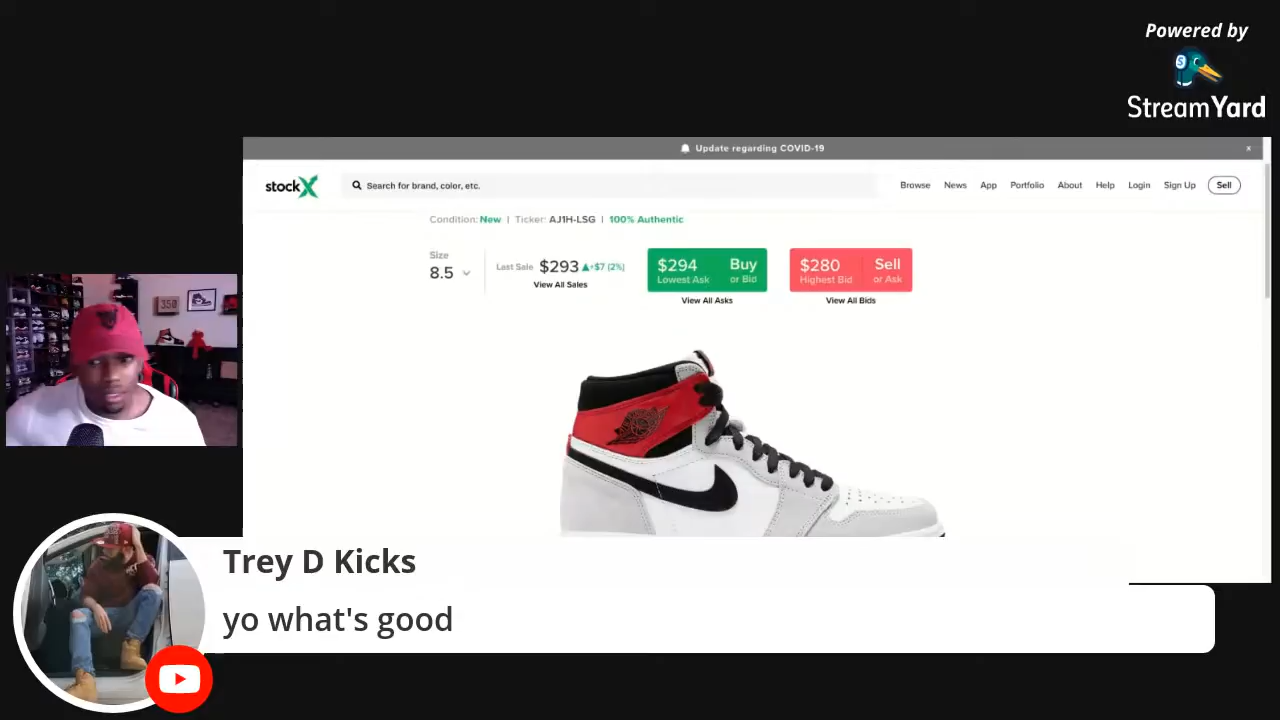 Powered by
StreamYard
Update regarding COVID-19 x
stockX Search for brand, color, etc. Browse News App Portfolio About Help Login Sign Up Sell
Condition: New | Ticker: AJ1H-LSG | 100% Authentic
Size
8.5
Last Sale $293 ▲+$7 (2%)
View All Sales
$294 Buy
Lowest Ask or Bid
View All Asks
$280 Sell
Highest Bid or Ask
View All Bids
350
Trey D Kicks
yo what's good